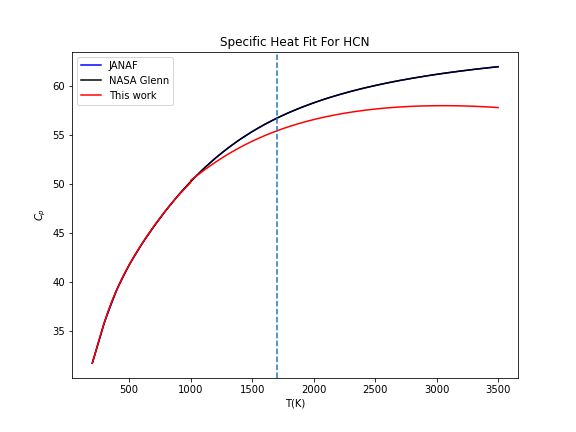 Specific Heat Fit For HCN
JANAF
NASA Glenn
This work
60
55
50
45
40
35
C_p
500 1000 1500 2000 2500 3000 3500
T(K)